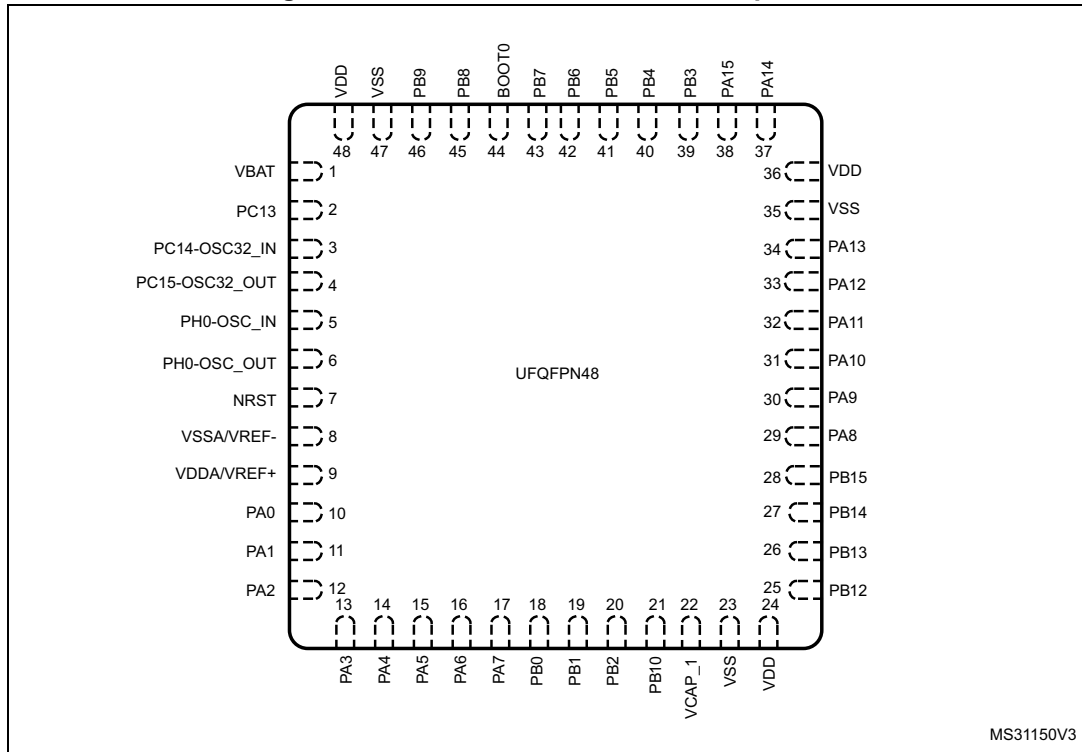 VDD
VSS
PB9
PB8
BOOT0
PB7
PB6
PB5
PB4
PB3
PA15
PA14
48
47
46
45
44
43
42
41
40
39
38
37
VBAT 1
PC13 2
PC14-OSC32_IN 3
PC15-OSC32_OUT 4
PH0-OSC_IN 5
PH0-OSC_OUT 6
NRST 7
VSSA/VREF- 8
VDDA/VREF+ 9
PA0 10
PA1 11
PA2 12
UFQFPN48
36 VDD
35 VSS
34 PA13
33 PA12
32 PA11
31 PA10
30 PA9
29 PA8
28 PB15
27 PB14
26 PB13
25 PB12
13
14
15
16
17
18
19
20
21
22
23
24
PA3
PA4
PA5
PA6
PA7
PB0
PB1
PB2
PB10
VCAP_1
VSS
VDD
MS31150V3